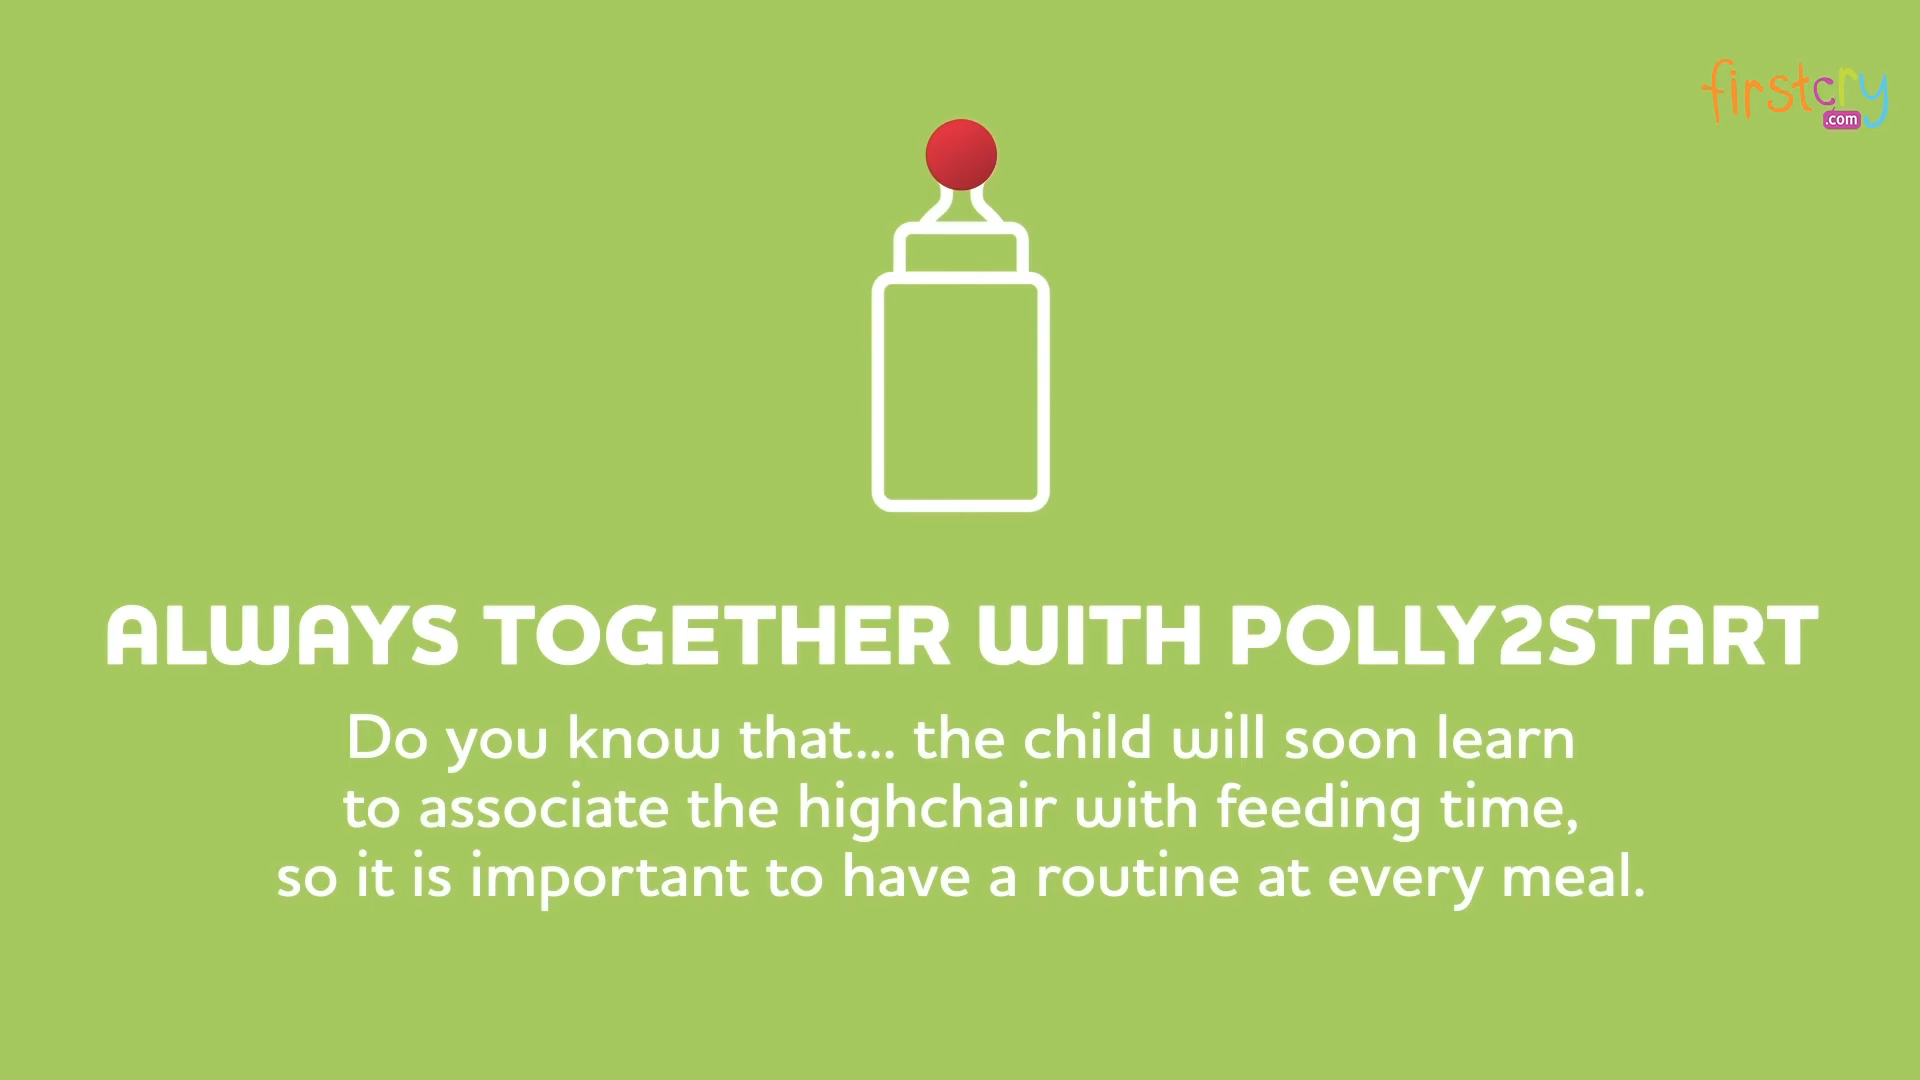 firstcry
.com
ALWAYS TOGETHER WITH POLLY2START
Do you know that... the child will soon learn
to associate the highchair with feeding time,
so it is important to have a routine at every meal.